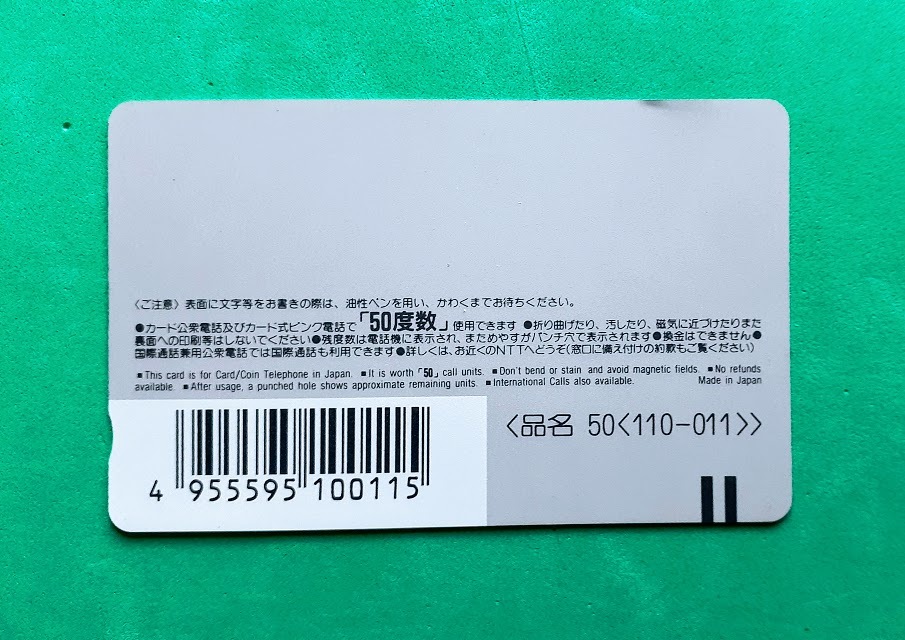 〈ご注意〉表面に文字等をお書きの際は、油性ペンを用い、かわくまでお待ちください。
●カード公衆電話及びカード式ピンク電話で「50度数」使用できます ●折り曲げたり、汚したり、磁気に近づけたりまた
裏面への印刷等はしないでください●残度数は電話機に表示され、まためやすがパンチ穴で表示されます●換金はできません●
国際通話兼用公衆電話では国際通話も利用できます●詳しくは、お近くのNTTへどうぞ(窓口に備え付けの約款もご覧ください)
■This card is for Card/Coin Telephone in Japan. ■It is worth「50」call units. ■Don't bend or stain and avoid magnetic fields. ■No refunds
available. ■After usage, a punched hole shows approximate remaining units. ■International Calls also available. Made in Japan
〈品名 50〈110-011〉〉
4 955595 100115